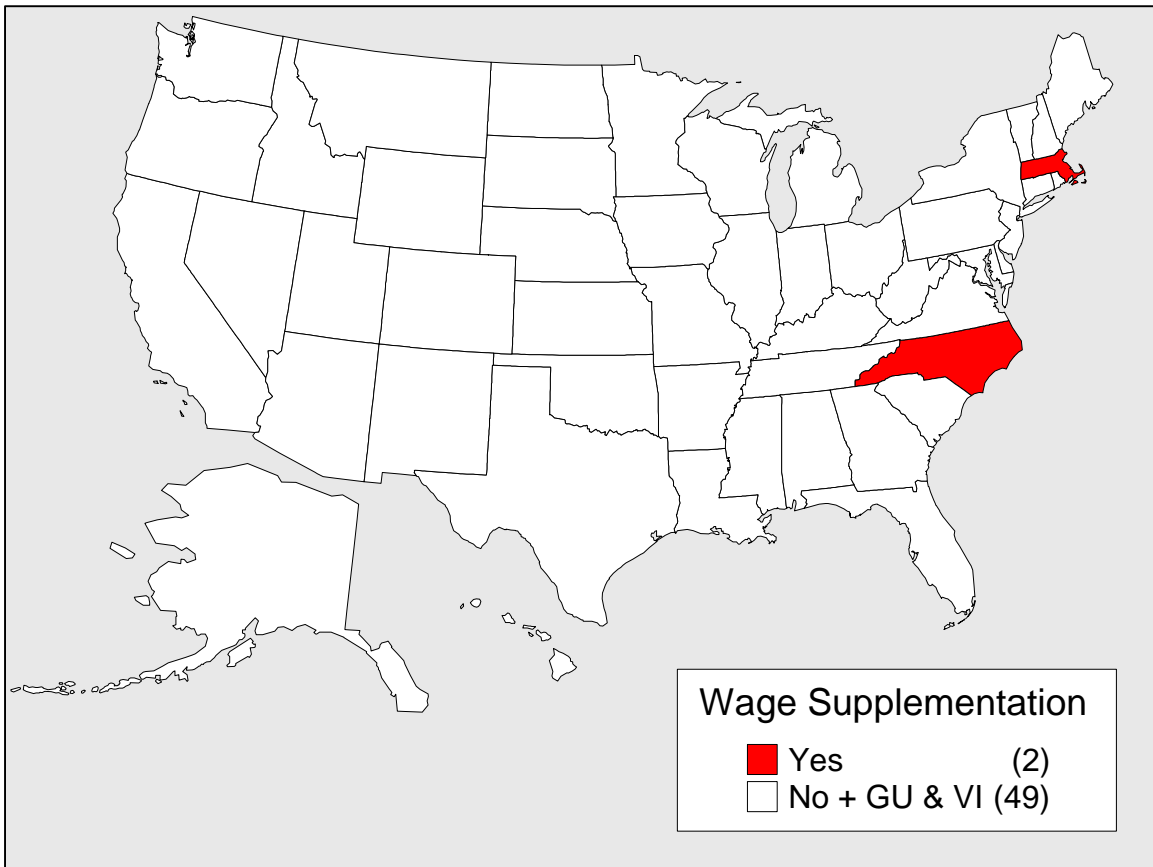 Wage Supplementation
Yes (2)
No + GU & VI (49)